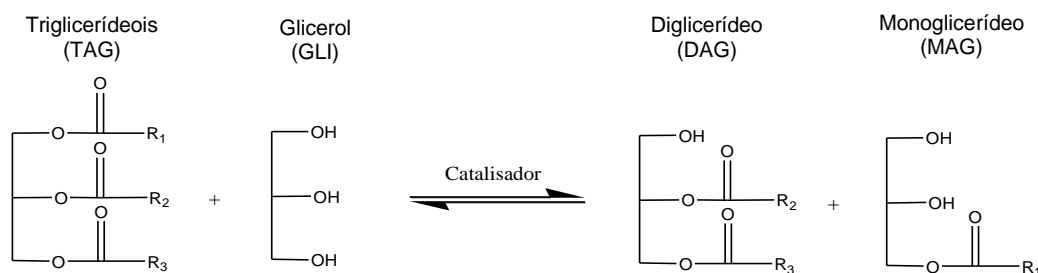 Triglicerídeois
(TAG)
Glicerol
(GLI)
Diglicerídeo
(DAG)
Monoglicerídeo
(MAG)
O
O R₁
O
O R₂
O
O R₃
+
OH
OH
OH
Catalisador
OH
O
O R₂
O
O R₃
+
OH
OH
O
O R₁